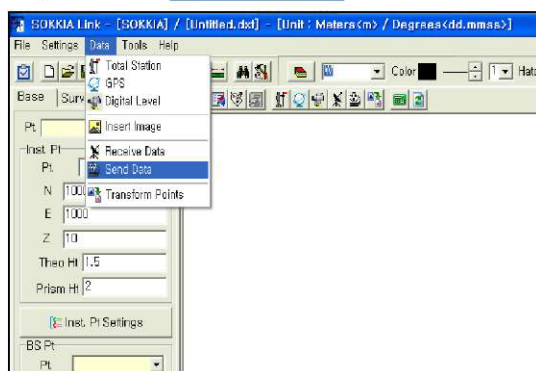 SOKKIA Link - [SOKKIA] / [Untitled.dxf] - [Unit : Meters<m> / Degrees<dd.mmss>]
File Settings Data Tools Help
Total Station
GPS
Digital Level
Insert Image
Receive Data
Send Data
Transform Points
Color
1
Base
Pt
Inst. Pt
Pt.
N
E 1000
Z 10
Theo Ht 1.5
Prism Ht 2
Inst. Pt Settings
BS Pt
Pt.